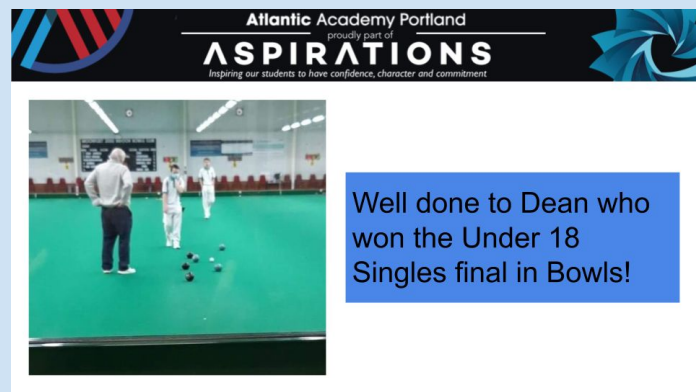 Atlantic Academy Portland
proudly part of
ASPIRATIONS
Inspiring our students to have confidence, character and commitment
Well done to Dean who
won the Under 18
Singles final in Bowls!